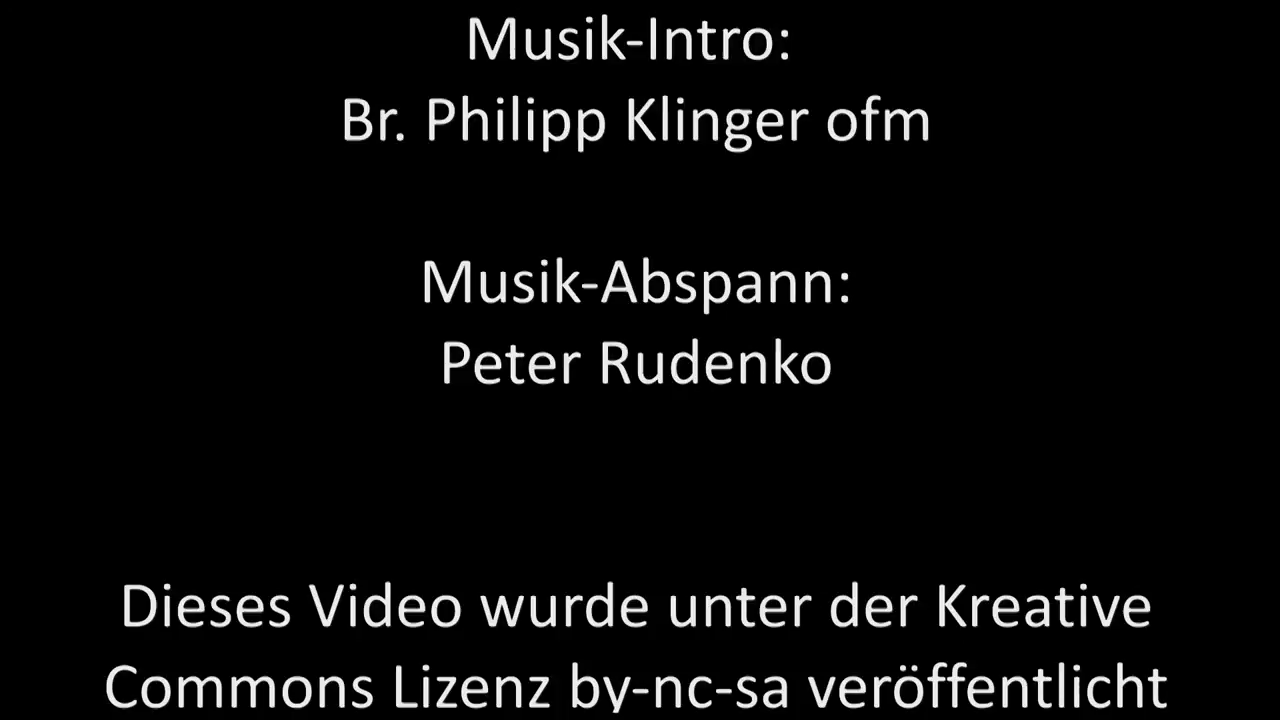 Musik-Intro:
Br. Philipp Klinger ofm
Musik-Abspann:
Peter Rudenko
Dieses Video wurde unter der Kreative
Commons Lizenz by-nc-sa veröffentlicht